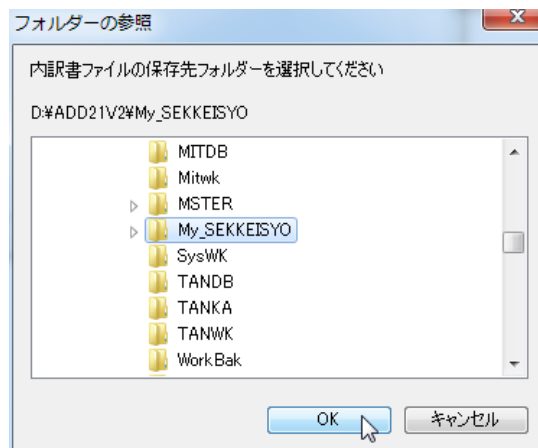 フォルダーの参照
内訳書ファイルの保存先フォルダーを選択してください
D:¥ADD21V2¥My_SEKKEISYO
MITDB
Mitwk
MSTER
My_SEKKEISYO
SysWK
TANDB
TANKA
TANWK
WorkBak
OK キャンセル